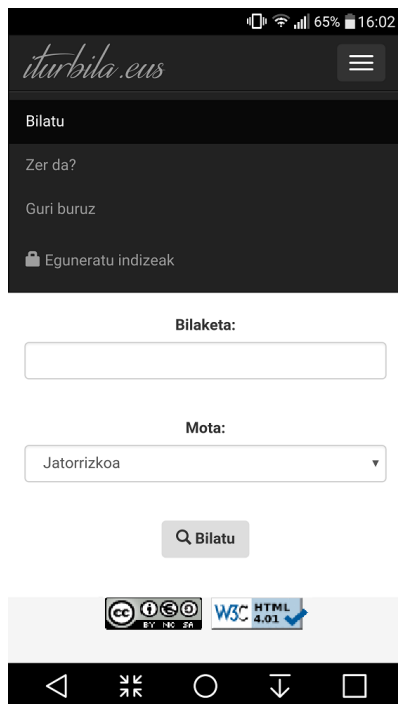 65% 16:02
iturbila.eus
Bilatu
Zer da?
Guri buruz
Eguneratu indizeak
Bilaketa:
Mota:
Jatorrizkoa
Bilatu
cc BY NC SA
W3C HTML 4.01